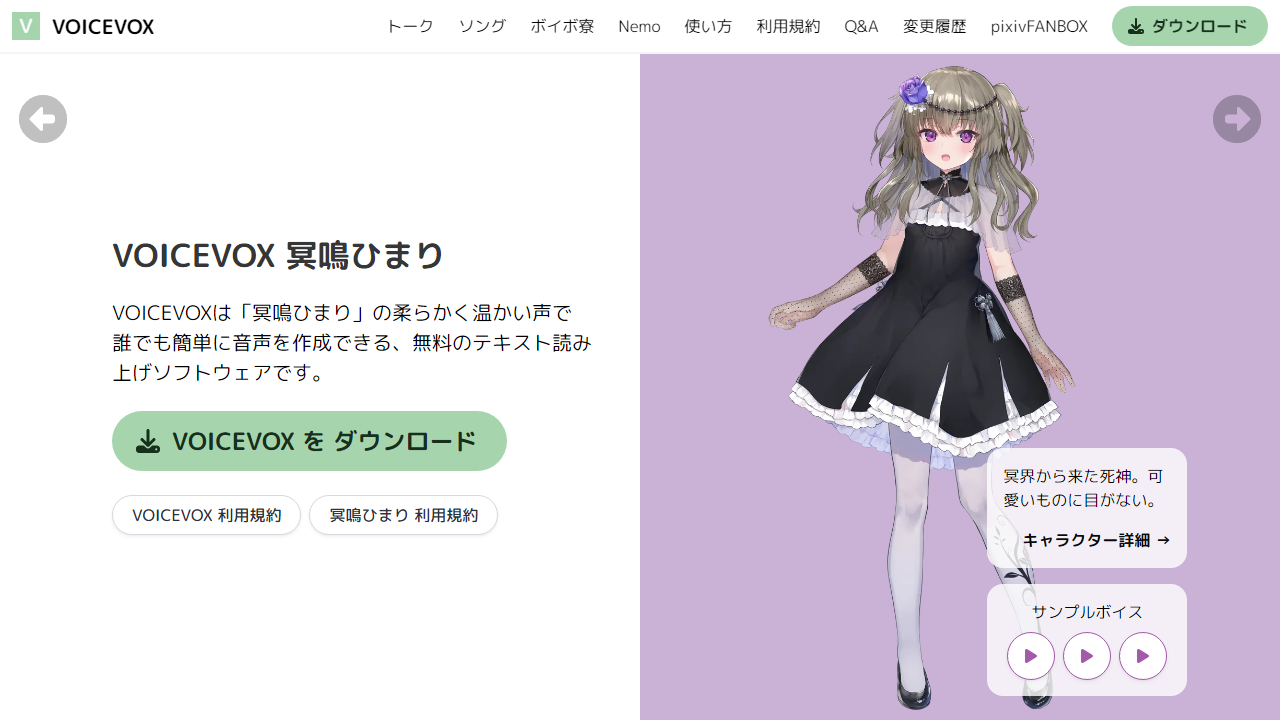 V VOICEVOX トーク ソング ボイボ寮 Nemo 使い方 利用規約 Q&A 変更履歴 pixivFANBOX ダウンロード
VOICEVOX 冥鳴ひまり
VOICEVOXは「冥鳴ひまり」の柔らかく温かい声で
誰でも簡単に音声を作成できる、無料のテキスト読み
上げソフトウェアです。
VOICEVOX を ダウンロード
VOICEVOX 利用規約 冥鳴ひまり 利用規約
冥界から来た死神。可
愛いものに目がない。
キャラクター詳細 →
サンプルボイス